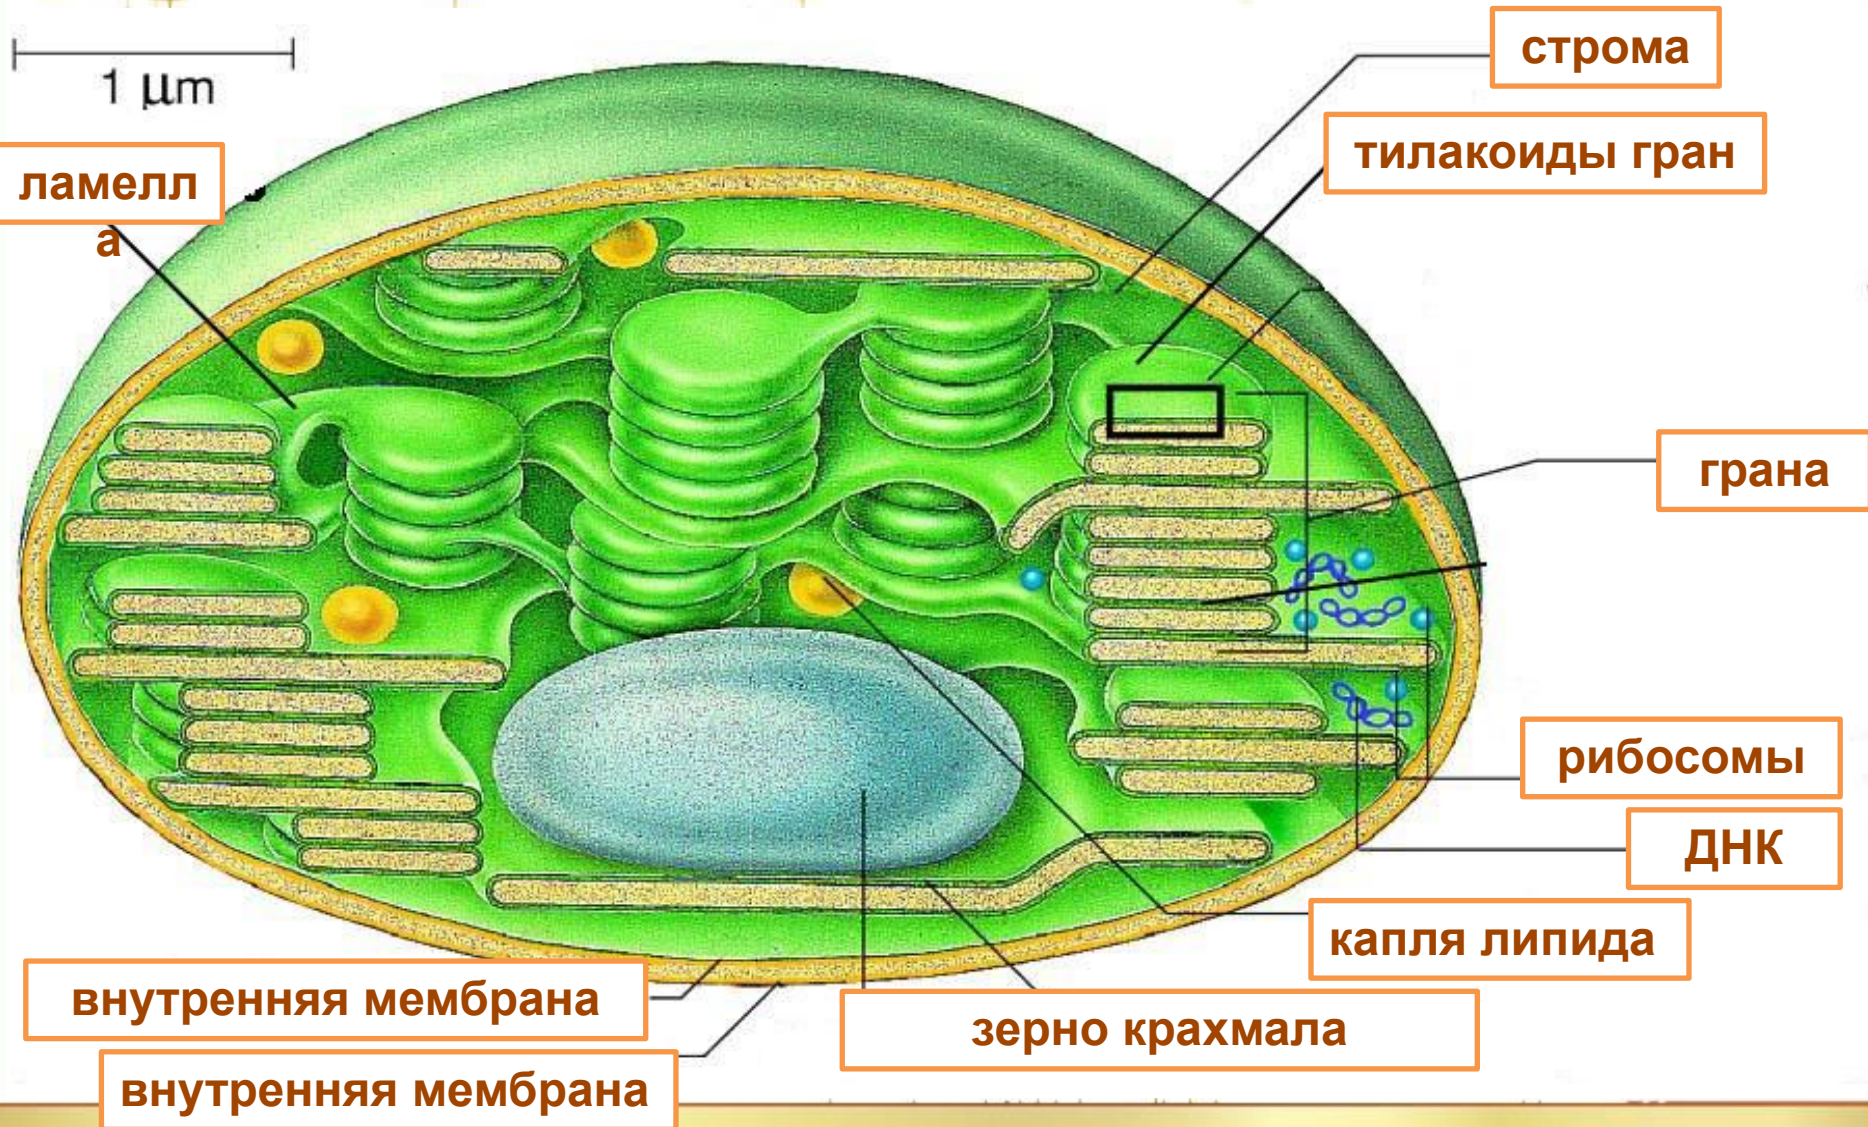 1 µm
строма
тилакоиды гран
ламелл
а
грана
рибосомы
ДНК
капля липида
внутренняя мембрана
зерно крахмала
внутренняя мембрана